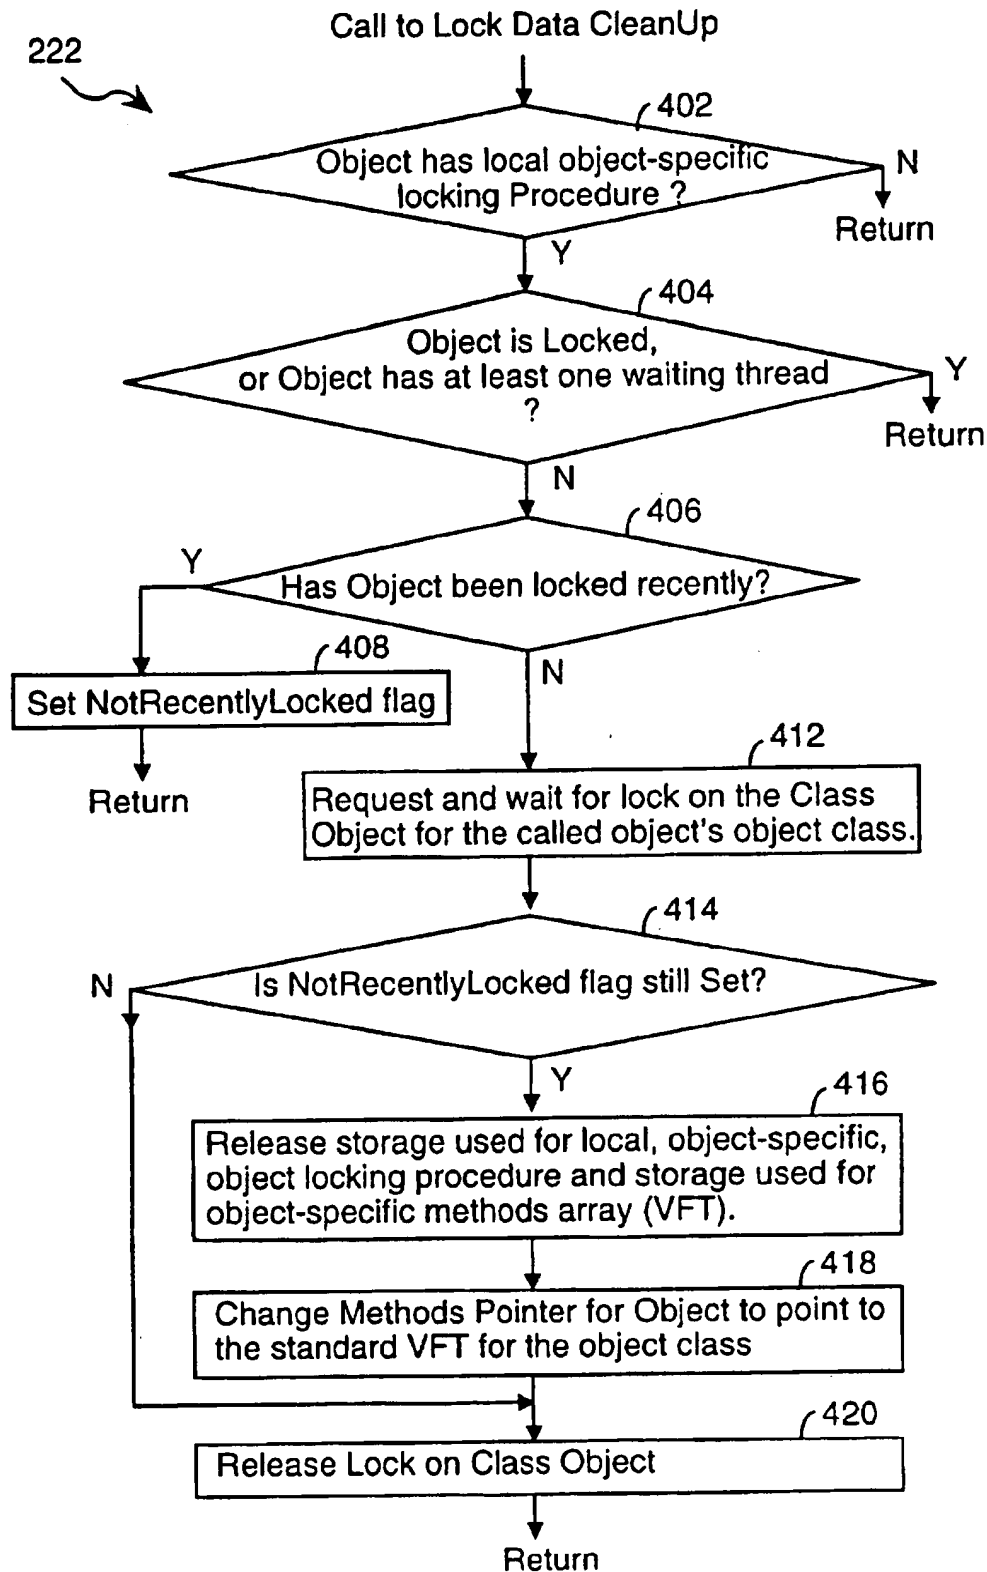 Call to Lock Data CleanUp
222
402
Object has local object-specific
locking Procedure ?
N
Return
Y
404
Object is Locked,
or Object has at least one waiting thread
?
Y
Return
N
406
Y
Has Object been locked recently?
408
N
Set NotRecentlyLocked flag
412
Return
Request and wait for lock on the Class
Object for the called object's object class.
414
N
Is NotRecentlyLocked flag still Set?
Y
416
Release storage used for local, object-specific,
object locking procedure and storage used for
object-specific methods array (VFT).
418
Change Methods Pointer for Object to point to
the standard VFT for the object class
420
Release Lock on Class Object
Return